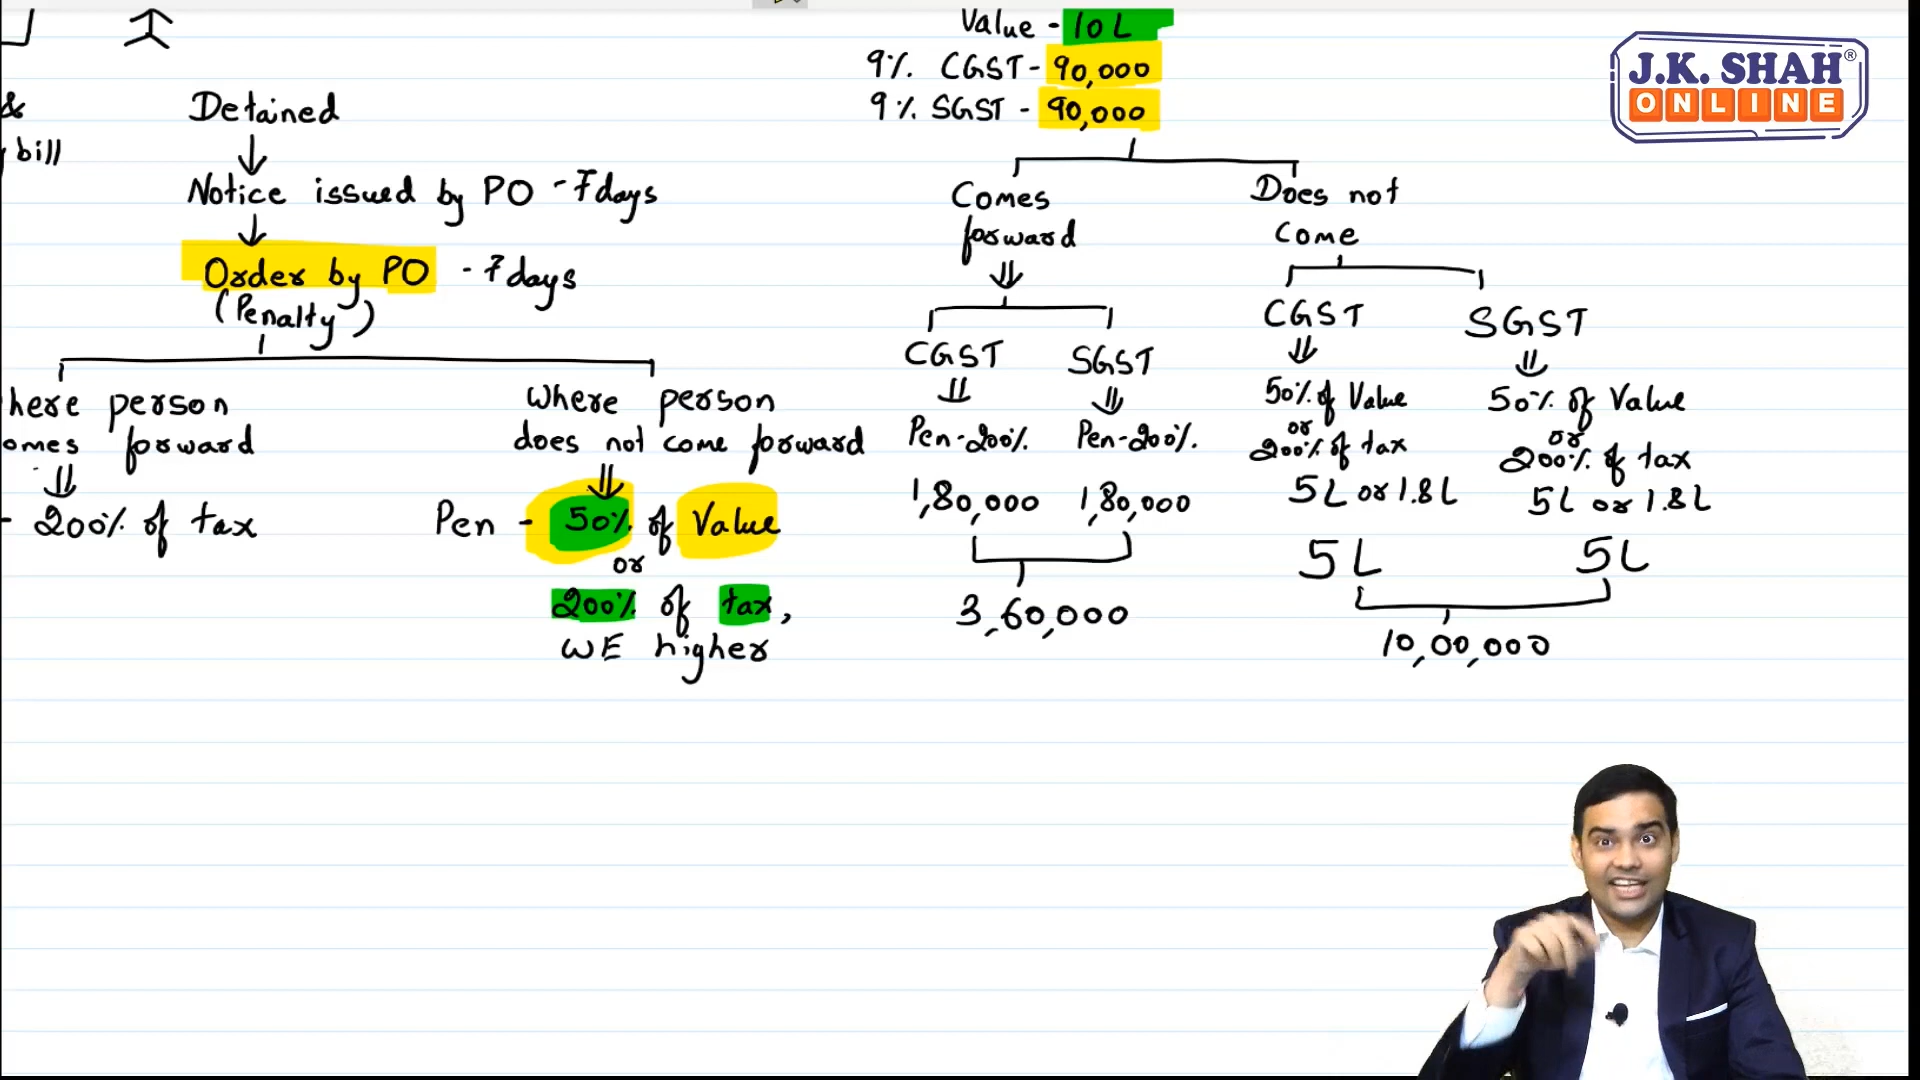 &
bill
Detained
Notice issued by PO - 7days
Order by PO - 7 days
(Penalty)
here person
omes forward
- 200% of tax
Where person
does not come forward
Pen - 50% of Value
or
200% of tax,
WE higher
Value - 10 L
9% CGST - 90,000
9% SGST - 90,000
Comes
forward
CGST
Pen-200%
1,80,000
SGST
Pen-200%.
1,80,000
3,60,000
Does not
come
CGST
50% of Value
or
200% of tax
5L or 1.8L
5L
SGST
50% of Value
or
200% of tax
5L or 1.8L
5L
10,00,000
J.K. SHAH®
ONLINE